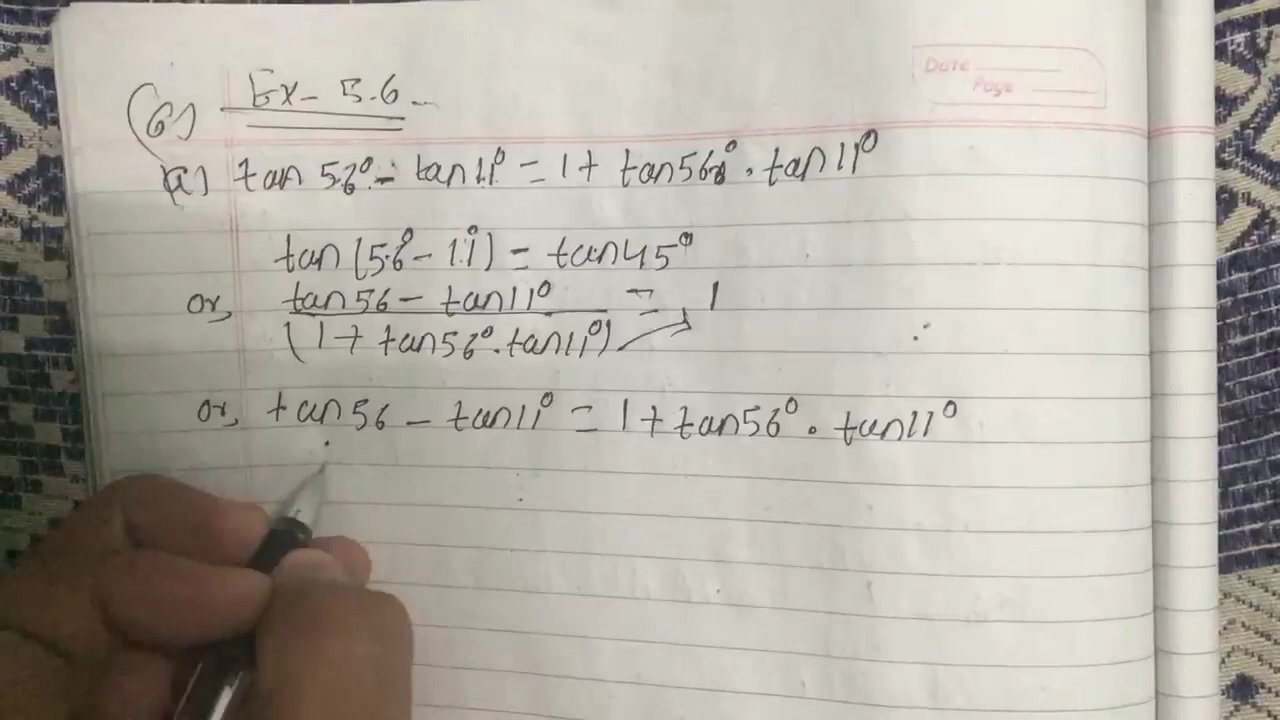 Date
Page
Ex- 5.6
(6)
(a) tan 56° - tan 11° = 1 + tan 56° . tan 11°
tan (56° - 11°) = tan 45°
or, tan 56 - tan 11° = 1
(1 + tan 56° . tan 11°)
or, tan 56 - tan 11° = 1 + tan 56° . tan 11°